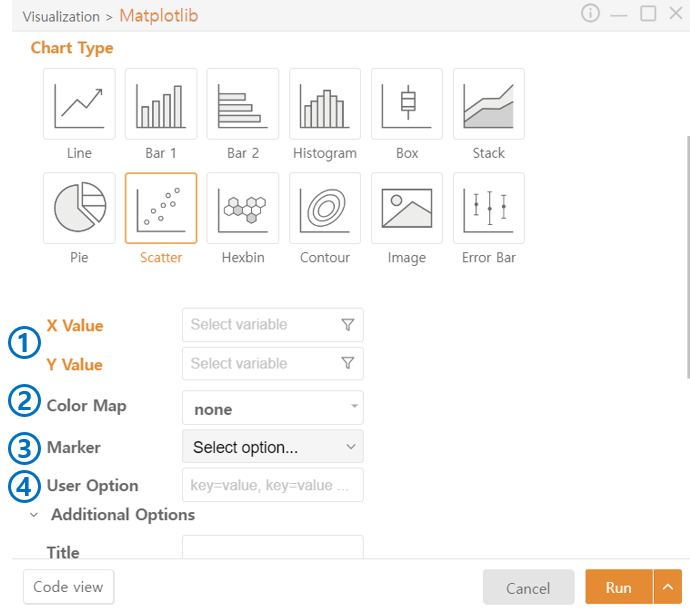 Visualization > Matplotlib
Chart Type
Line
Bar 1
Bar 2
Histogram
Box
Stack
Pie
Scatter
Hexbin
Contour
Image
Error Bar
① X Value
Select variable
Y Value
Select variable
② Color Map
none
③ Marker
Select option...
④ User Option
key=value, key=value ...
Additional Options
Title
Code view
Cancel
Run